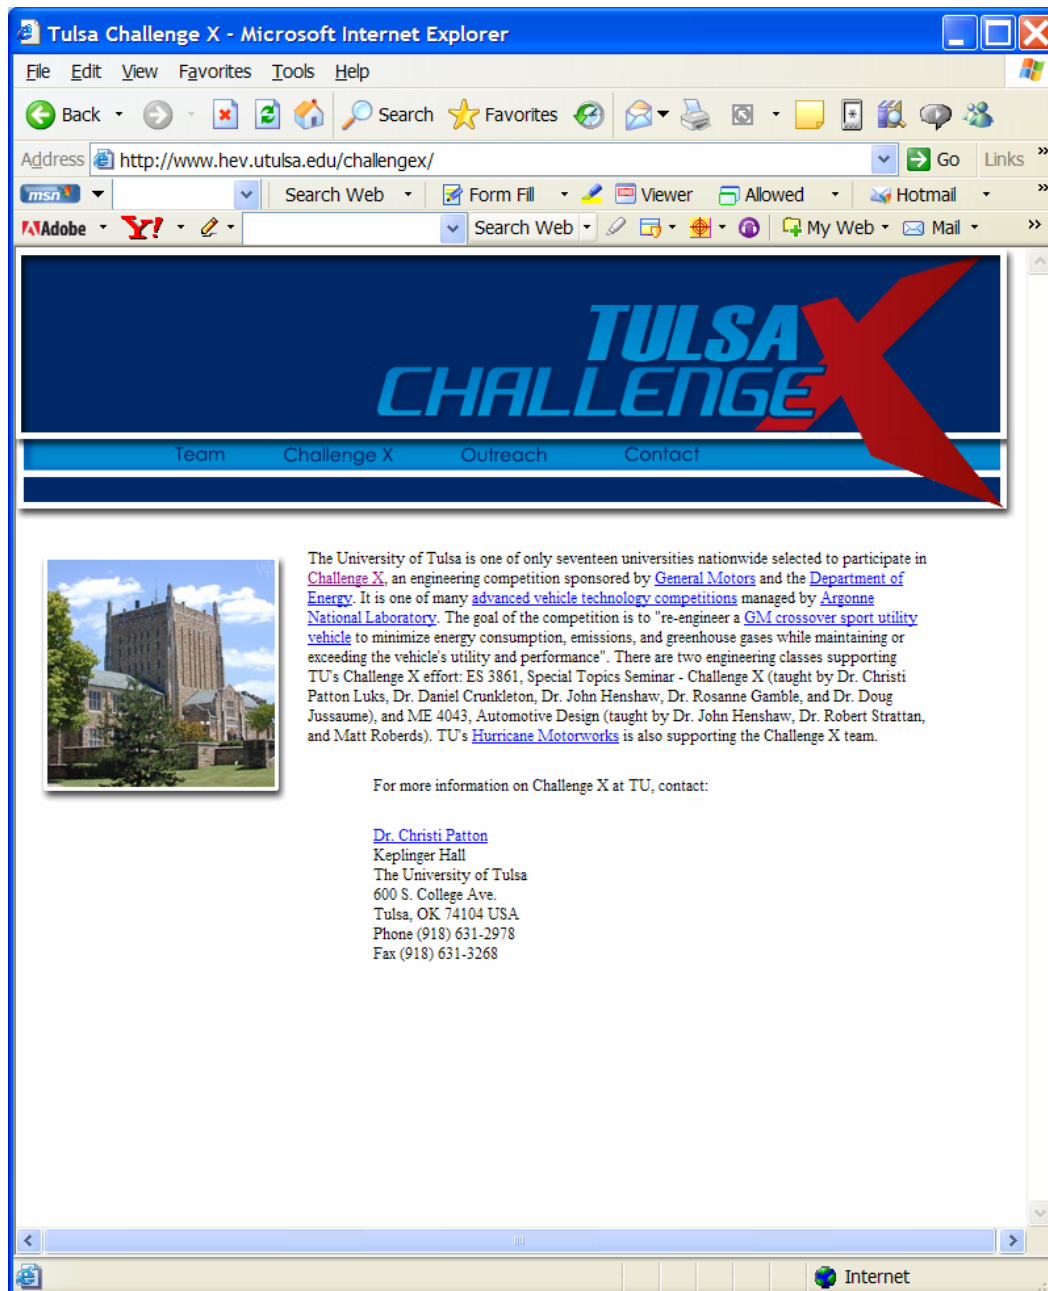 Tulsa Challenge X - Microsoft Internet Explorer
File Edit View Favorites Tools Help
Back Search Favorites
Address http://www.hev.utulsa.edu/challengex/ Go Links »
msn Search Web Form Fill Viewer Allowed Hotmail »
Adobe Y! Search Web My Web Mail »
TULSA
CHALLENGE X
Team Challenge X Outreach Contact
The University of Tulsa is one of only seventeen universities nationwide selected to participate in
Challenge X, an engineering competition sponsored by General Motors and the Department of
Energy. It is one of many advanced vehicle technology competitions managed by Argonne
National Laboratory. The goal of the competition is to "re-engineer a GM crossover sport utility
vehicle to minimize energy consumption, emissions, and greenhouse gases while maintaining or
exceeding the vehicle's utility and performance". There are two engineering classes supporting
TU's Challenge X effort: ES 3861, Special Topics Seminar - Challenge X (taught by Dr. Christi
Patton Luks, Dr. Daniel Crunkleton, Dr. John Henshaw, Dr. Rosanne Gamble, and Dr. Doug
Jussaume), and ME 4043, Automotive Design (taught by Dr. John Henshaw, Dr. Robert Strattan,
and Matt Roberds). TU's Hurricane Motorworks is also supporting the Challenge X team.
For more information on Challenge X at TU, contact:
Dr. Christi Patton
Keplinger Hall
The University of Tulsa
600 S. College Ave.
Tulsa, OK 74104 USA
Phone (918) 631-2978
Fax (918) 631-3268
Internet